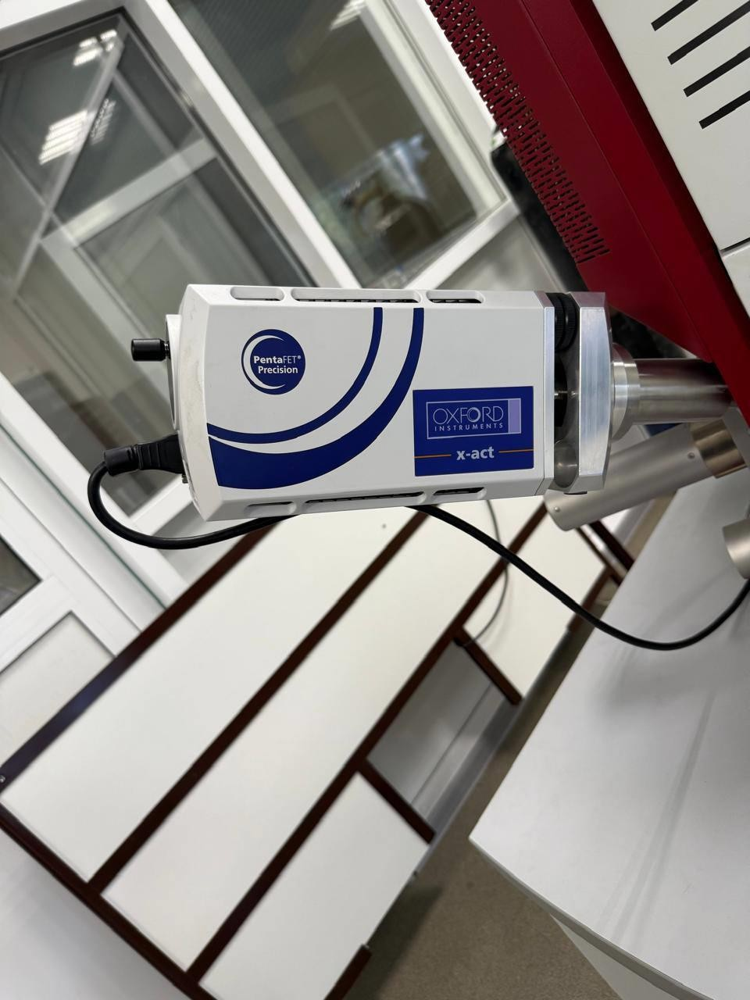 PentaFET®
Precision
OXFORD
INSTRUMENTS
x-act